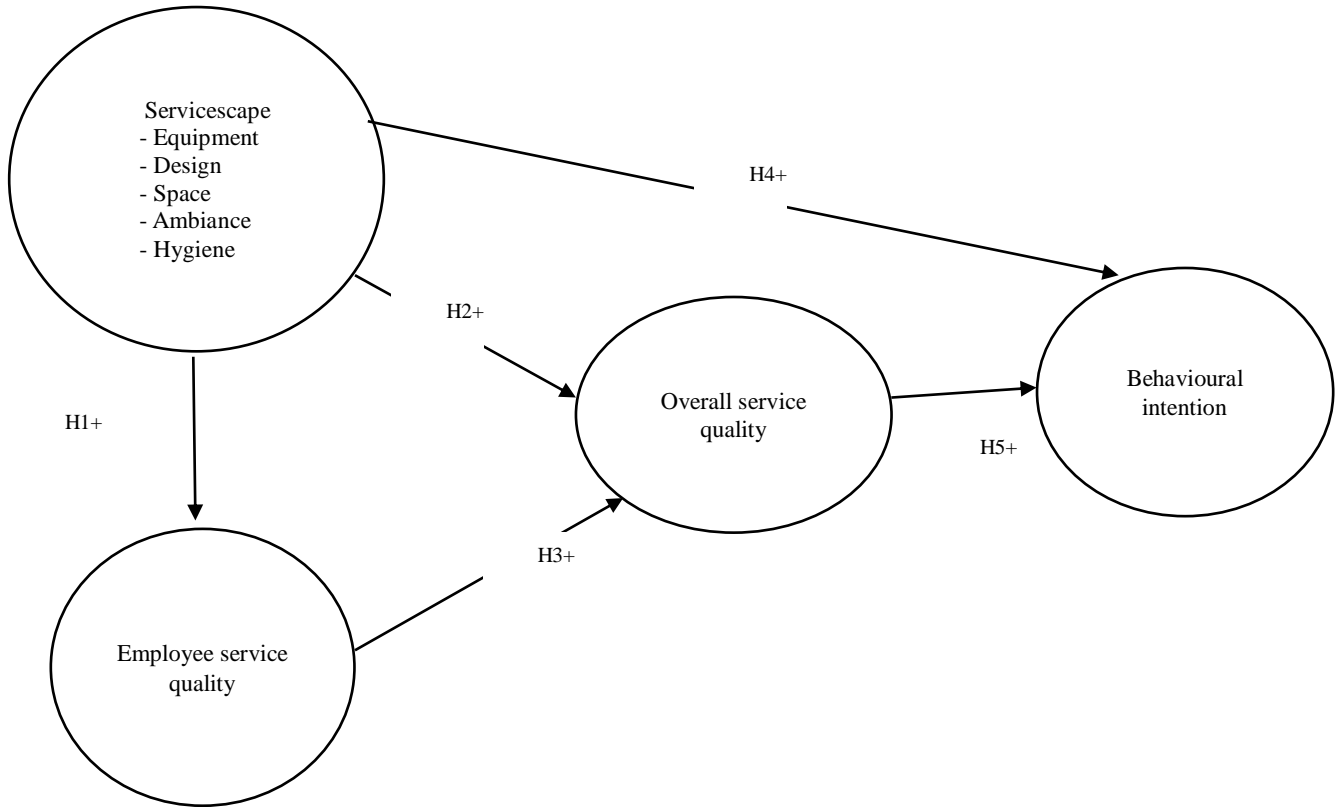 Servicescape
- Equipment
- Design
- Space
- Ambiance
- Hygiene
H4+
H2+
H1+
Overall service
quality
Behavioural
intention
H5+
H3+
Employee service
quality